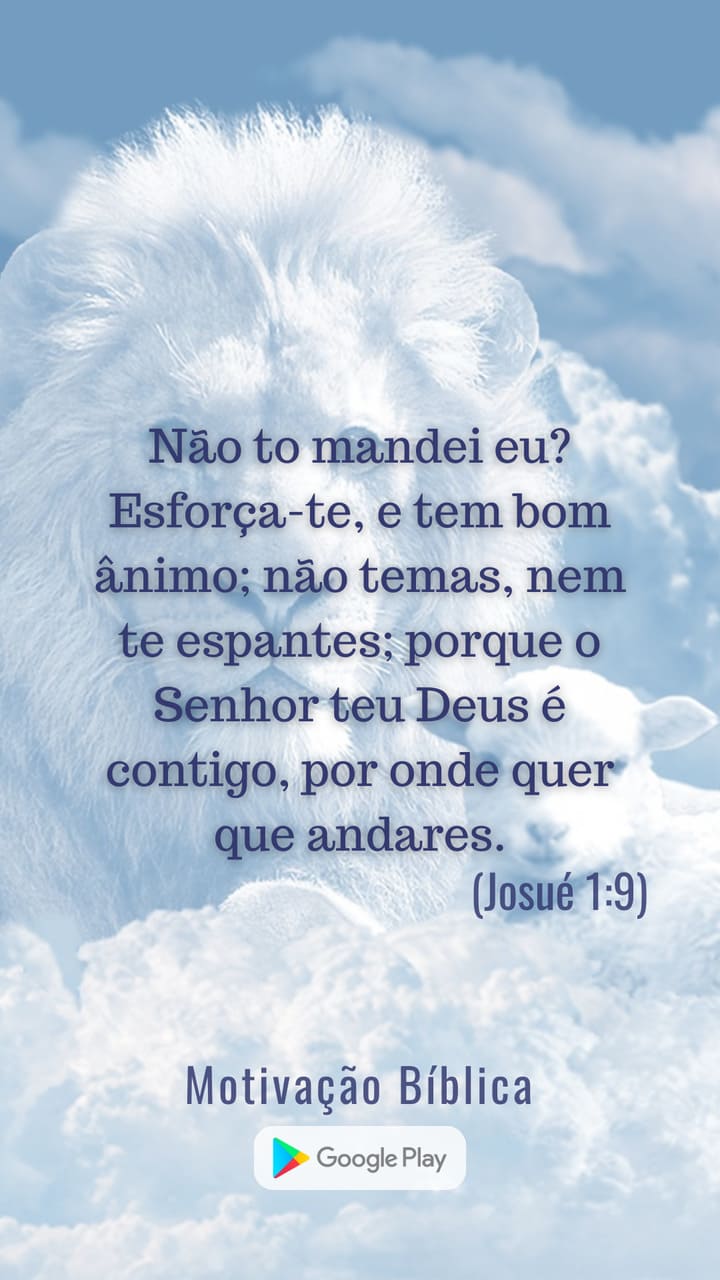 Não to mandei eu?
Esforça-te, e tem bom
ânimo; não temas, nem
te espantes; porque o
Senhor teu Deus é
contigo, por onde quer
que andares.
(Josué 1:9)
Motivação Bíblica
Google Play